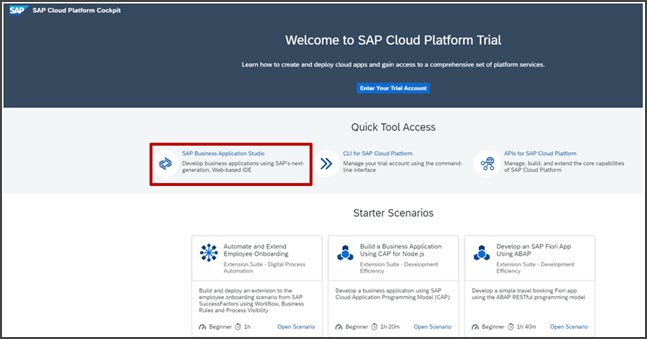 SAP SAP Cloud Platform Cockpit
Welcome to SAP Cloud Platform Trial
Learn how to create and deploy cloud apps and gain access to a comprehensive set of platform services.
Enter Your Trial Account
Quick Tool Access
SAP Business Application Studio
Develop business applications using SAP's next-
generation, Web-based IDE
CLI for SAP Cloud Platform
Manage your trial account using the command-
line interface
APIs for SAP Cloud Platform
Manage, build, and extend the core capabilities
of SAP Cloud Platform
Starter Scenarios
Automate and Extend
Employee Onboarding
Extension Suite - Digital Process
Automation
Build and deploy an extension to the
employee onboarding scenario from SAP
SuccessFactors using Workflow, Business
Rules and Process Visibility
Beginner 1h Open Scenario
Build a Business Application
Using CAP for Node.js
Extension Suite - Development
Efficiency
Develop a business application using SAP
Cloud Application Programming Model (CAP)
Beginner 1h 20m Open Scenario
Develop an SAP Fiori App
Using ABAP
Extension Suite - Development
Efficiency
Develop a simple travel booking Fiori app
using the ABAP RESTful programming model
Beginner 1h 40m Open Scenario